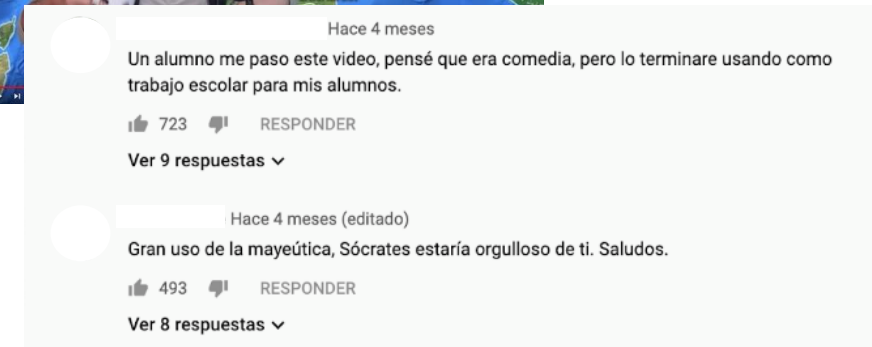 Hace 4 meses
Un alumno me paso este video, pensé que era comedia, pero lo terminare usando como
trabajo escolar para mis alumnos.
723 RESPONDER
Ver 9 respuestas
Hace 4 meses (editado)
Gran uso de la mayeútica, Sócrates estaría orgulloso de ti. Saludos.
493 RESPONDER
Ver 8 respuestas